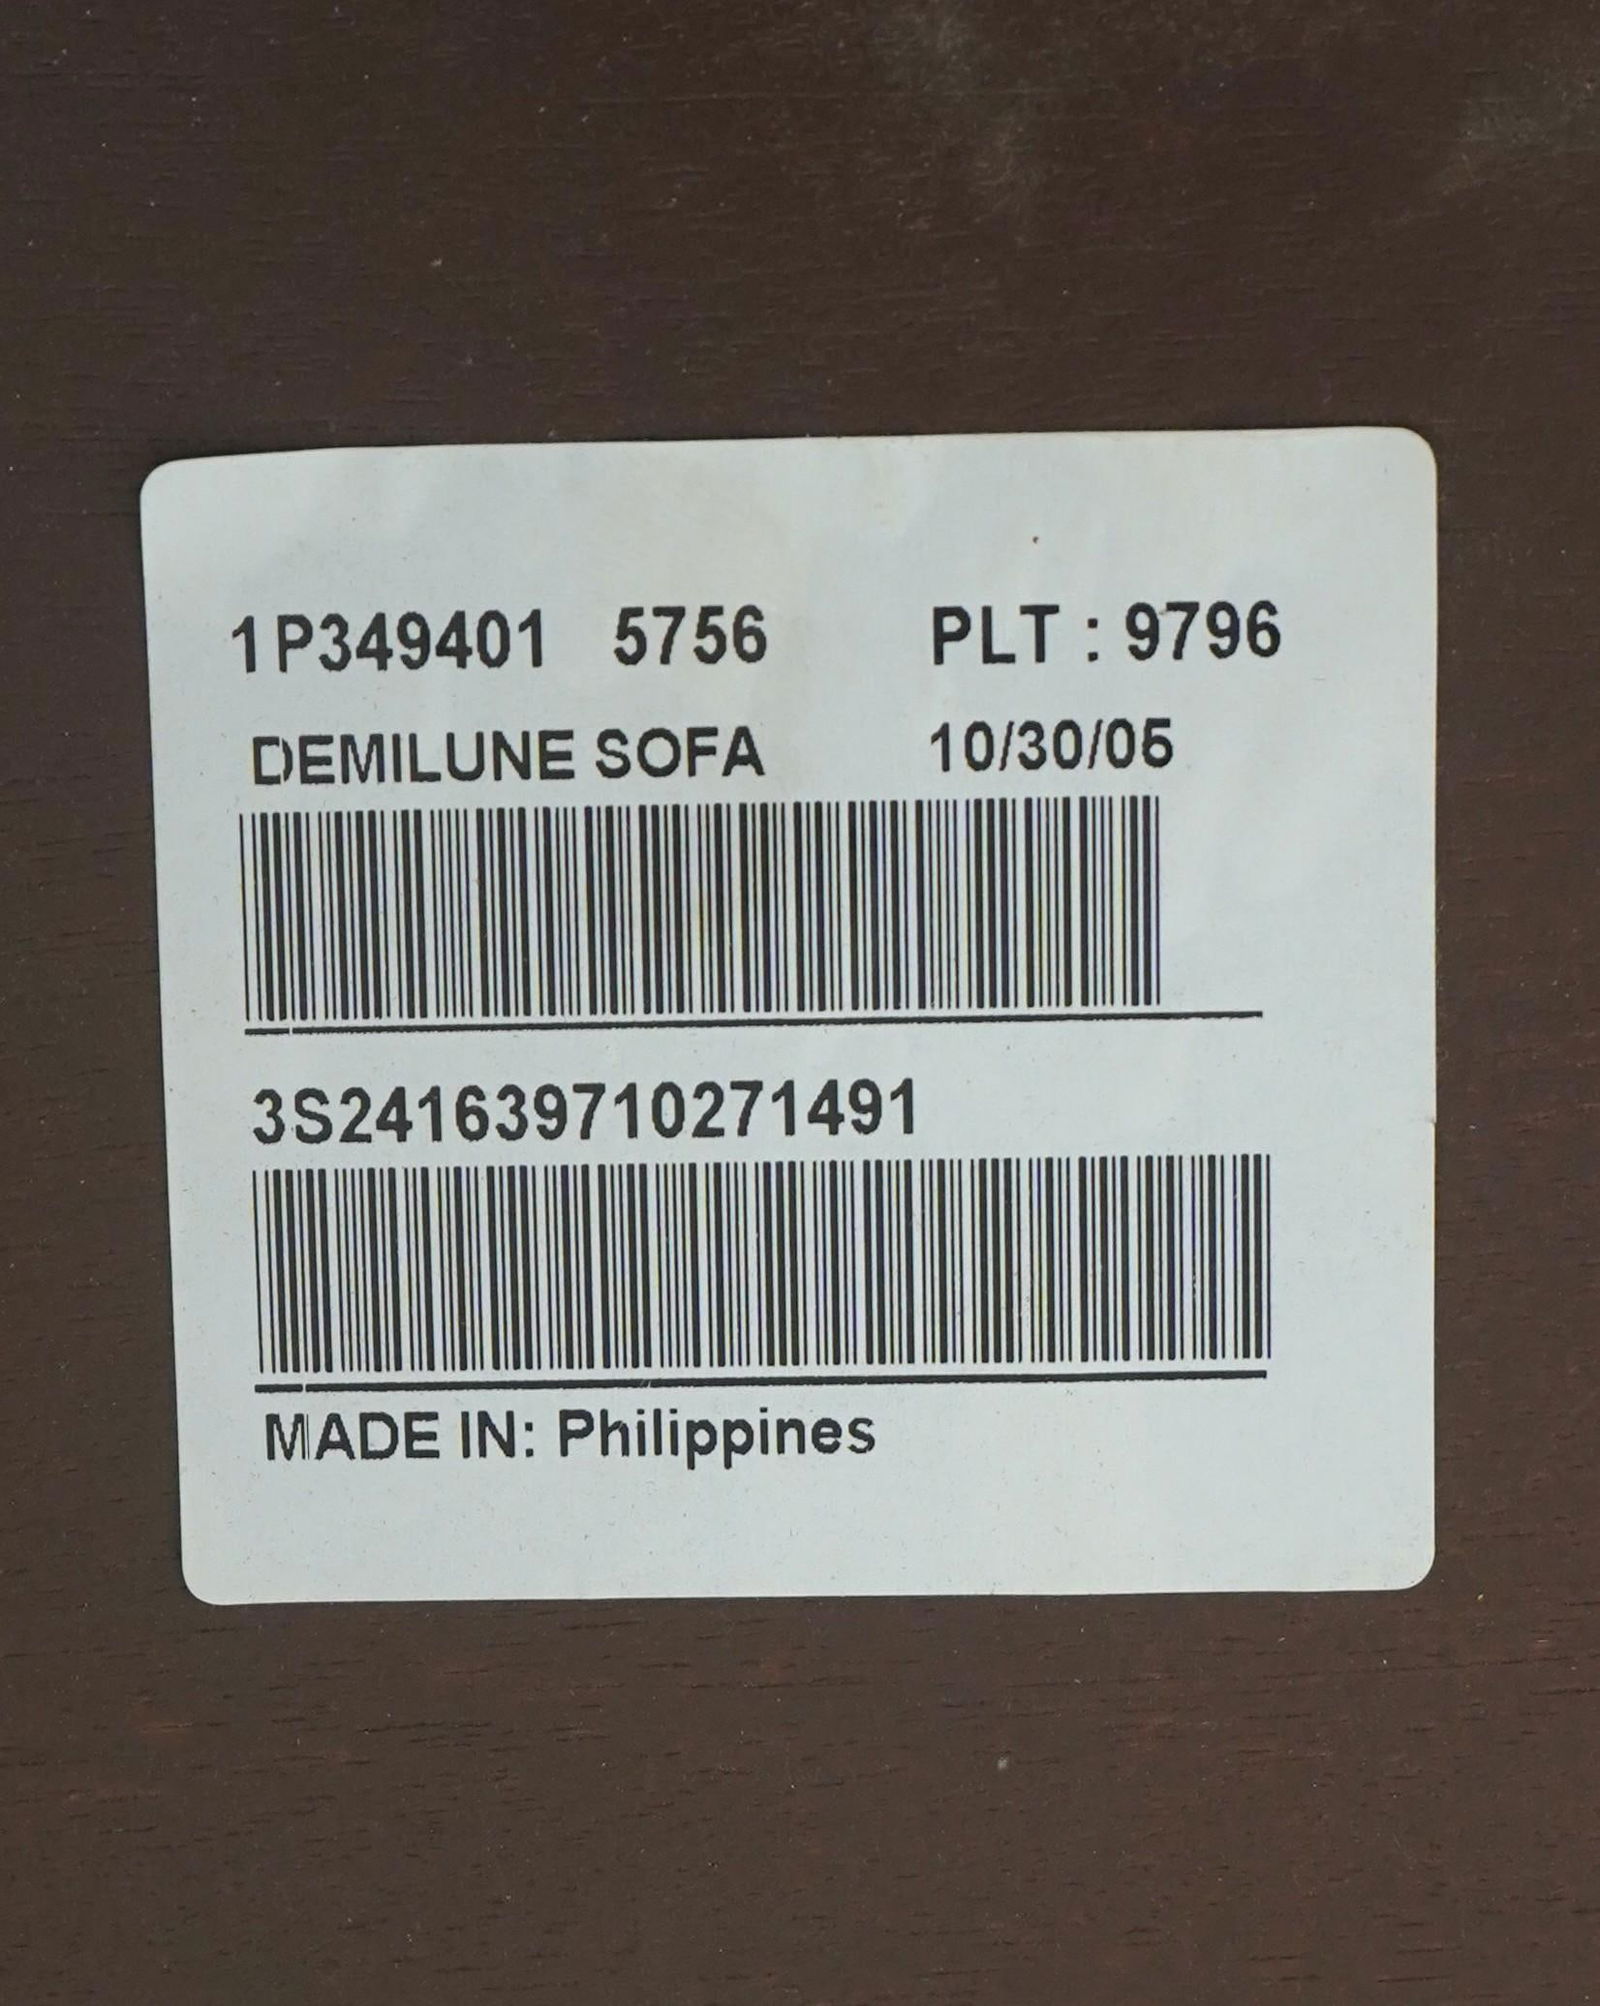 1P349401 5756 PLT : 9796
DEMILUNE SOFA 10/30/05
3S241639710271491
MADE IN: Philippines